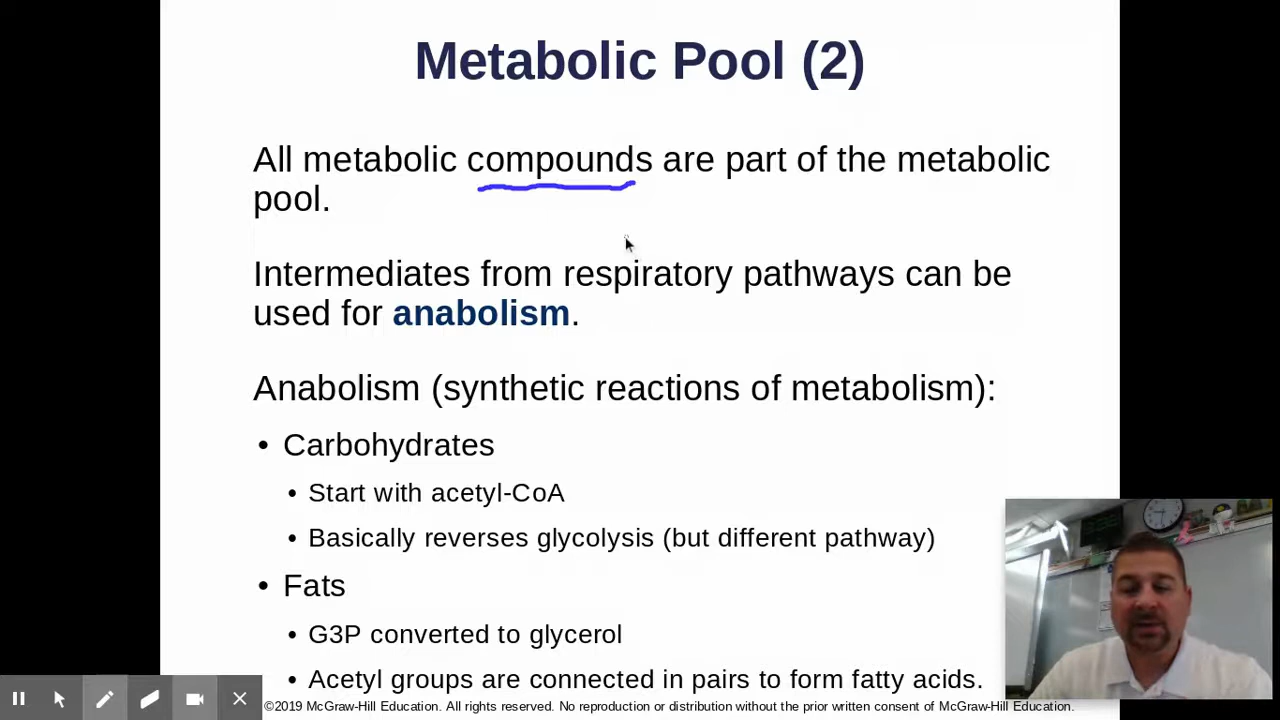 Metabolic Pool (2)
All metabolic compounds are part of the metabolic
pool.
Intermediates from respiratory pathways can be
used for anabolism.
Anabolism (synthetic reactions of metabolism):
• Carbohydrates
• Start with acetyl-CoA
• Basically reverses glycolysis (but different pathway)
• Fats
• G3P converted to glycerol
• Acetyl groups are connected in pairs to form fatty acids.
©2019 McGraw-Hill Education. All rights reserved. No reproduction or distribution without the prior written consent of McGraw-Hill Education.